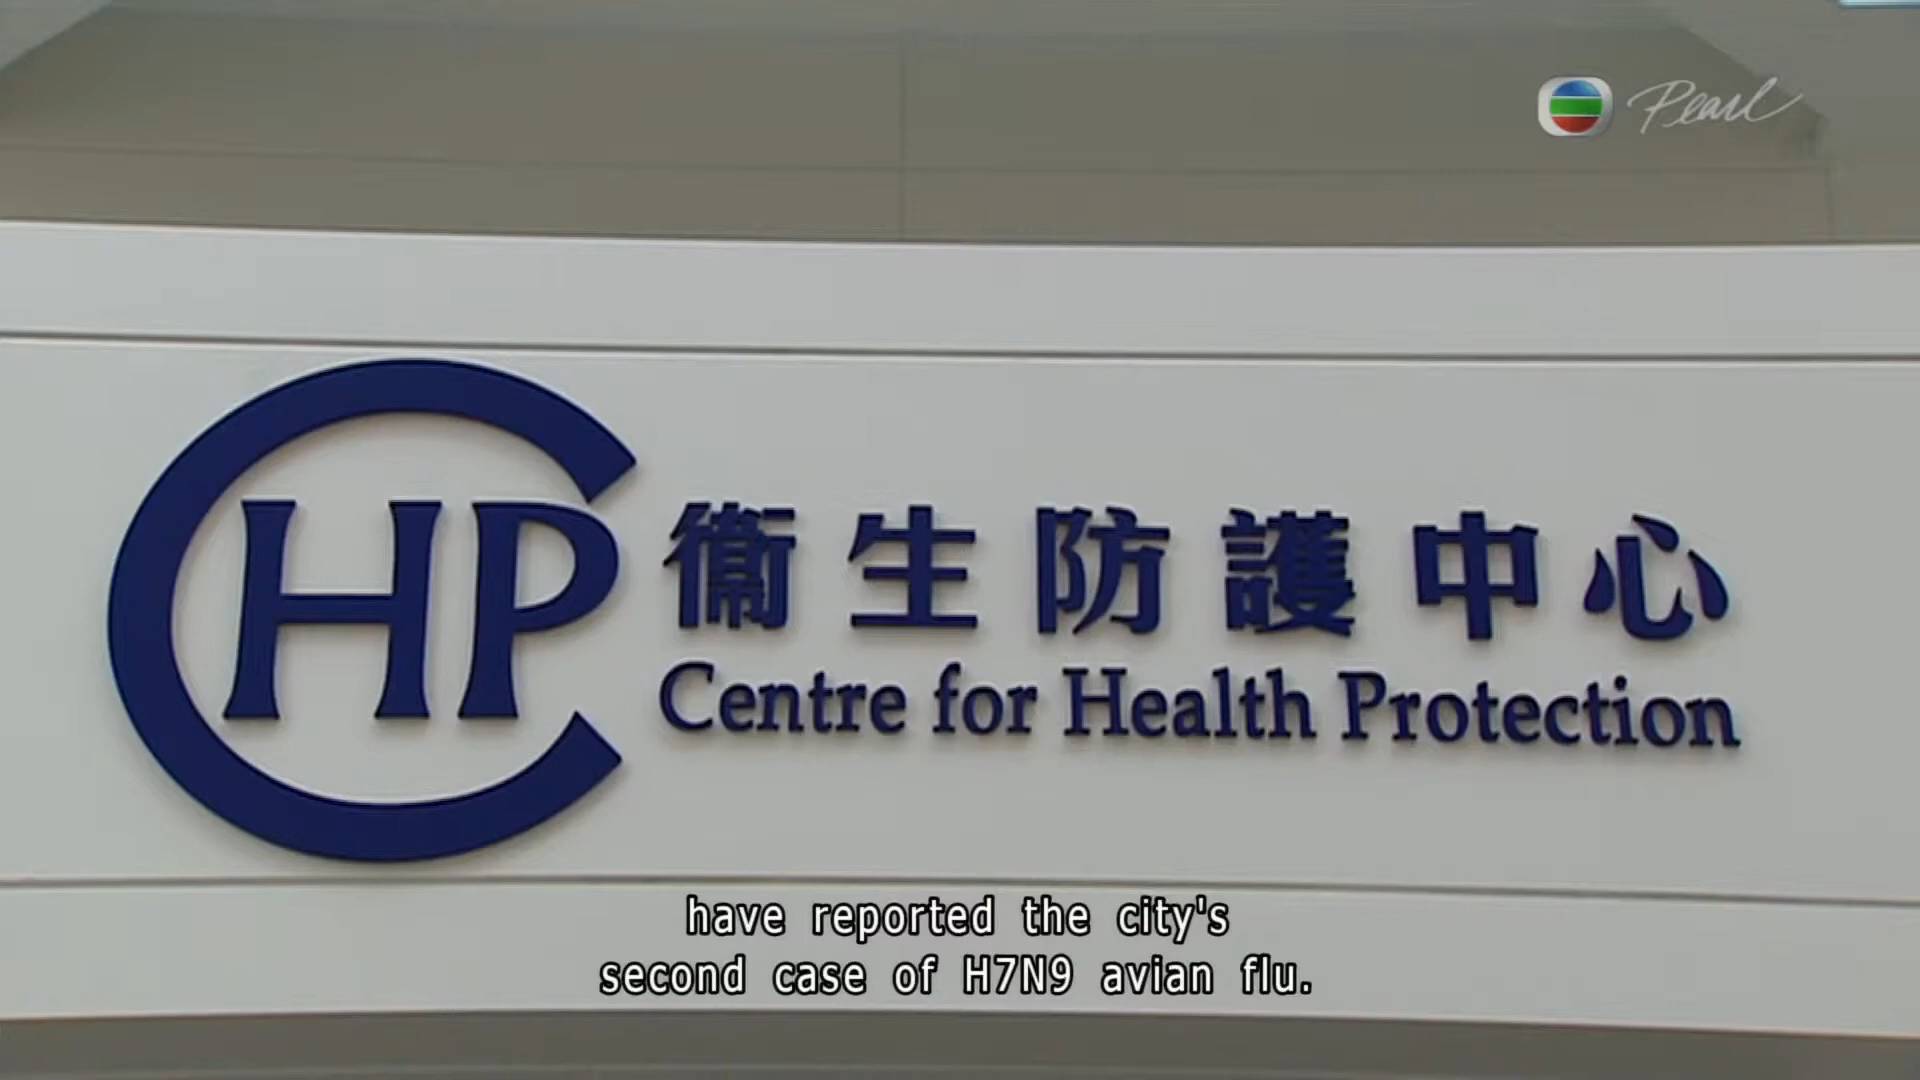 Pearl
CHP
衞生防護中心
Centre for Health Protection
have reported the city's
second case of H7N9 avian flu.